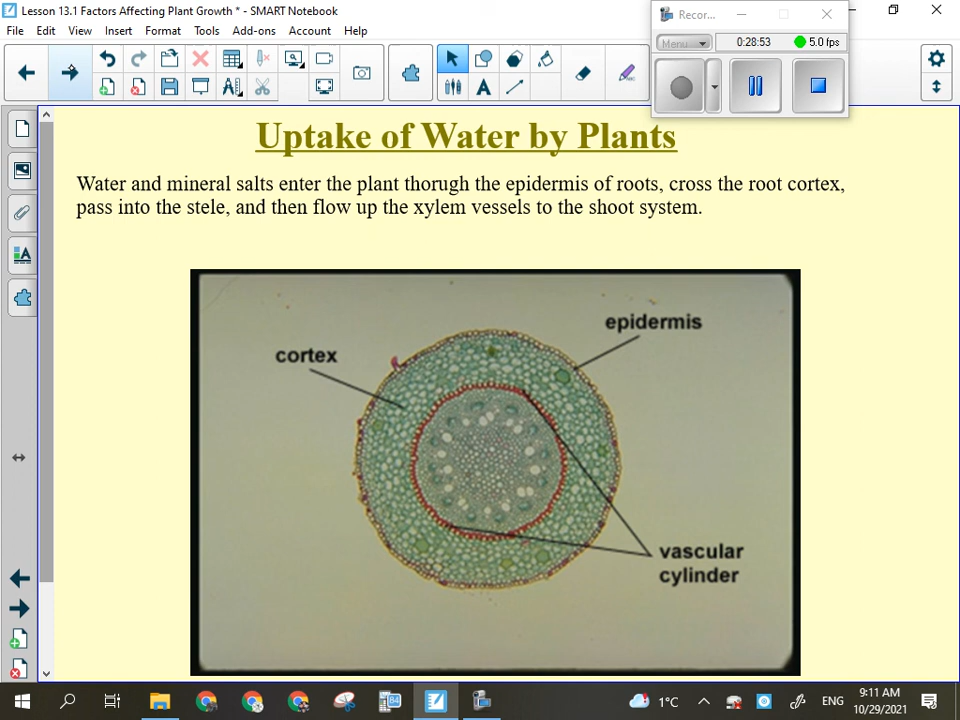 Lesson 13.1 Factors Affecting Plant Growth * - SMART Notebook
Recor...
File Edit View Insert Format Tools Add-ons Account Help
Menu
0:28:53
5.0 fps
Uptake of Water by Plants
Water and mineral salts enter the plant thorugh the epidermis of roots, cross the root cortex,
pass into the stele, and then flow up the xylem vessels to the shoot system.
epidermis
cortex
vascular
cylinder
1°C
ENG
9:11 AM
10/29/2021